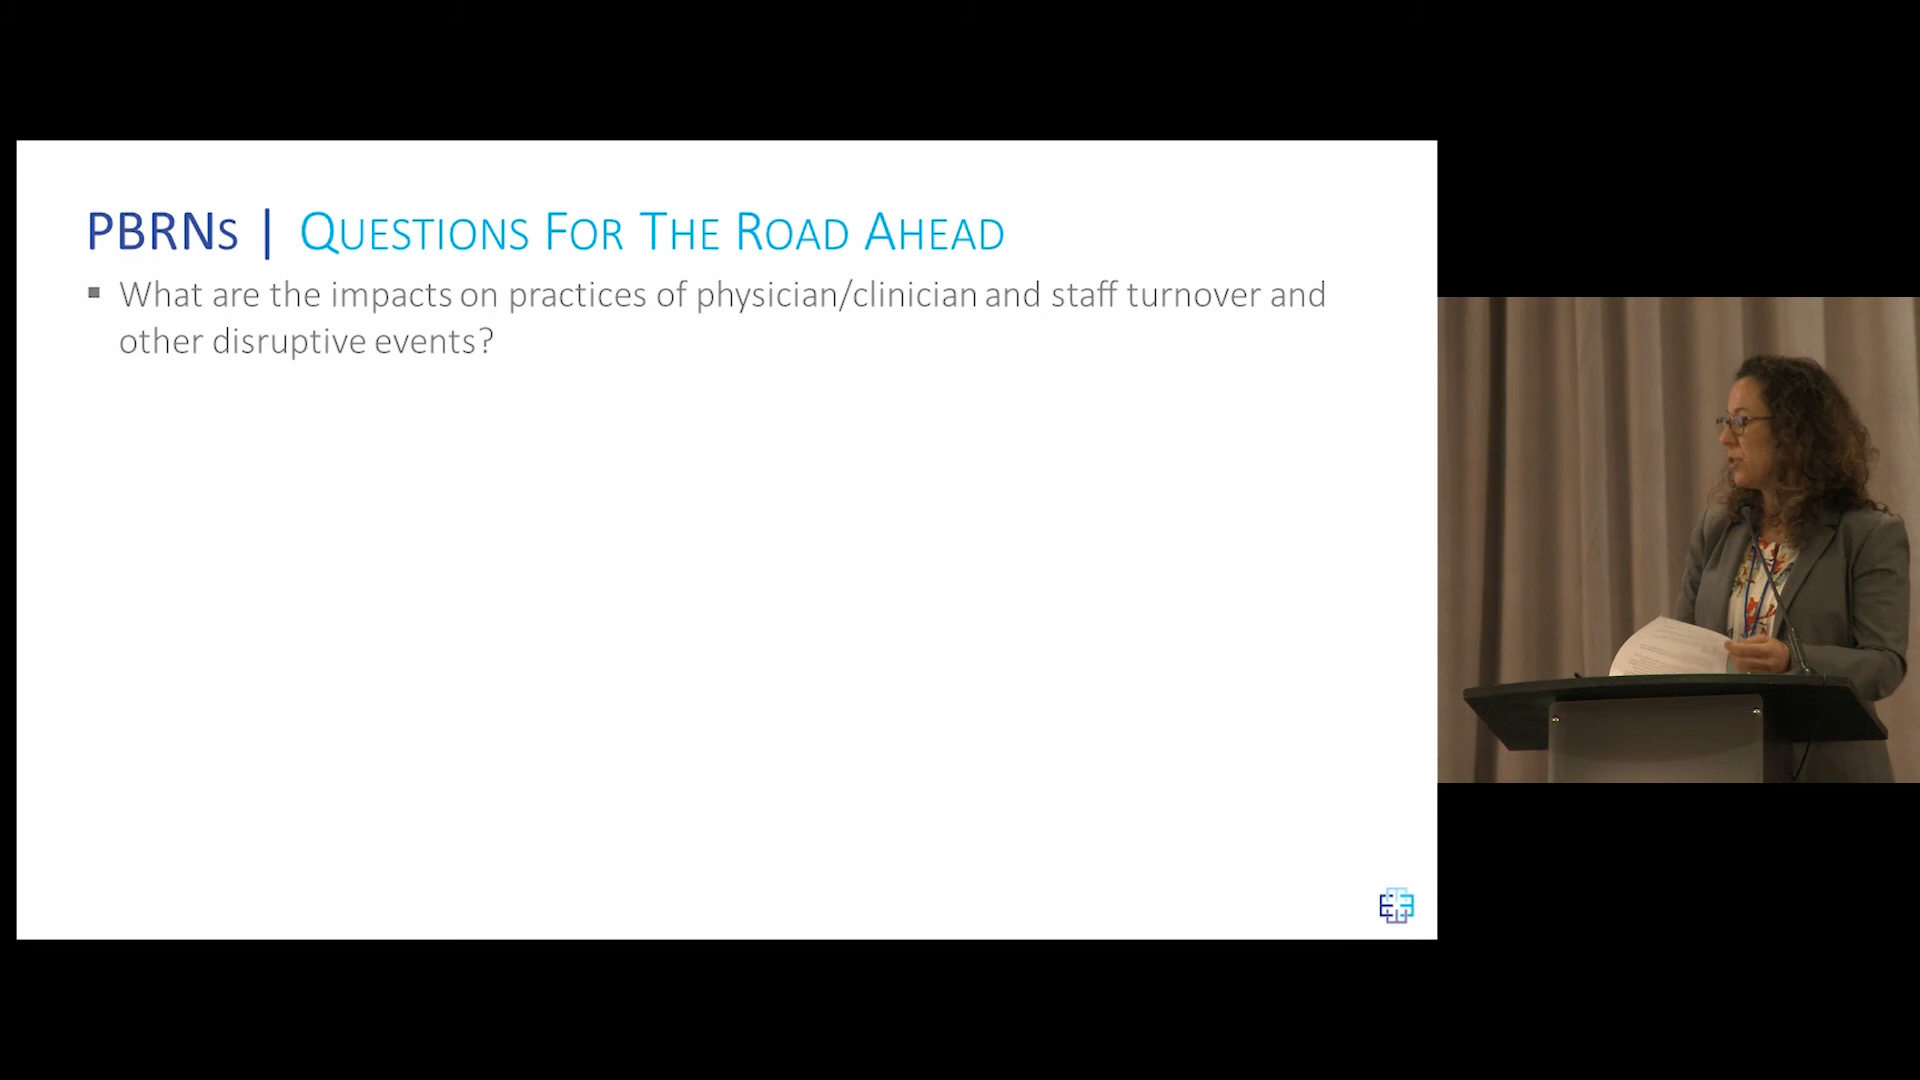 PBRNs | Questions For The Road Ahead
▪ What are the impacts on practices of physician/clinician and staff turnover and
other disruptive events?